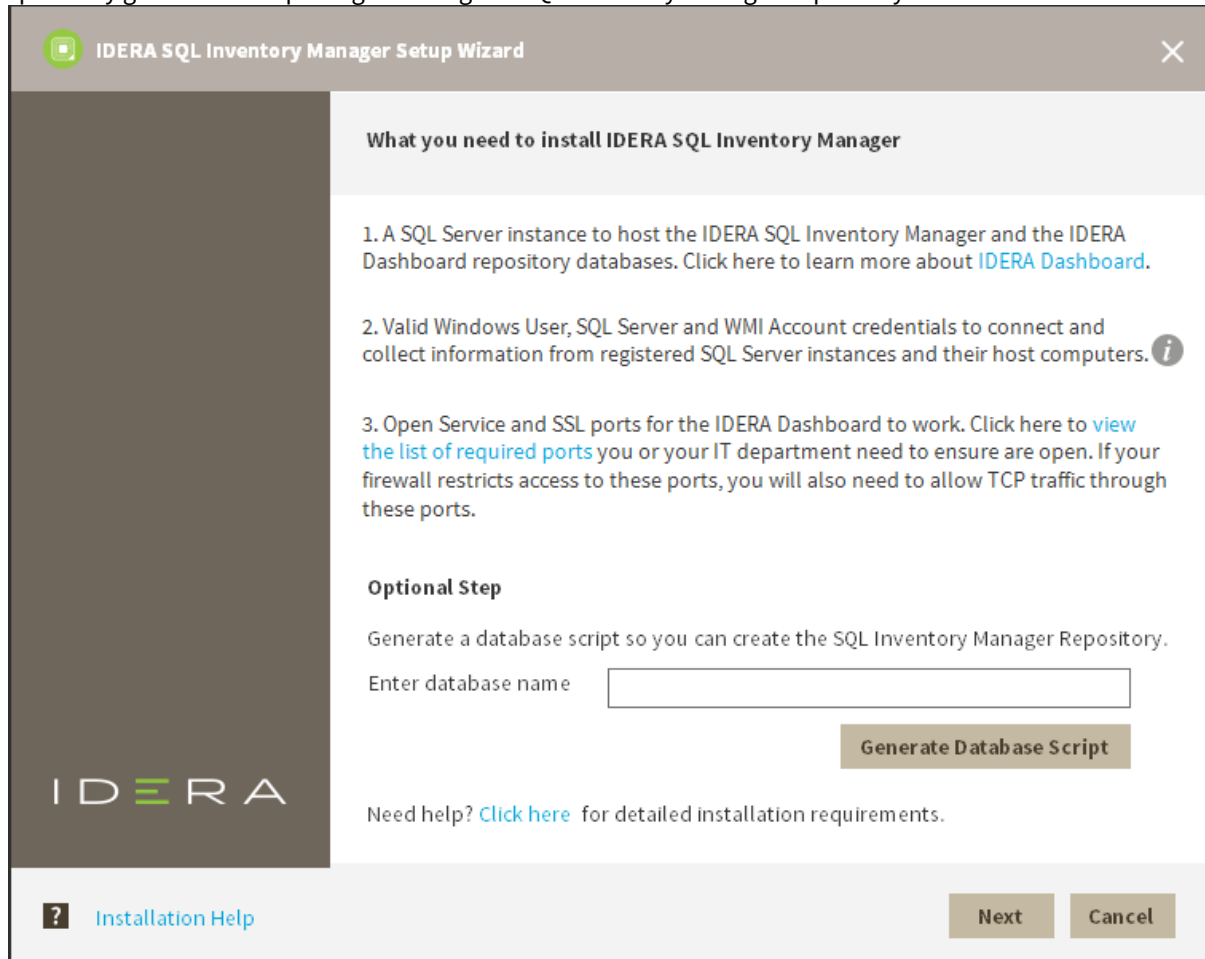 IDERA SQL Inventory Manager Setup Wizard
What you need to install IDERA SQL Inventory Manager
1. A SQL Server instance to host the IDERA SQL Inventory Manager and the IDERA
Dashboard repository databases. Click here to learn more about IDERA Dashboard.
2. Valid Windows User, SQL Server and WMI Account credentials to connect and
collect information from registered SQL Server instances and their host computers. i
3. Open Service and SSL ports for the IDERA Dashboard to work. Click here to view
the list of required ports you or your IT department need to ensure are open. If your
firewall restricts access to these ports, you will also need to allow TCP traffic through
these ports.
Optional Step
Generate a database script so you can create the SQL Inventory Manager Repository.
Enter database name
Generate Database Script
IDERA
Need help? Click here for detailed installation requirements.
? Installation Help
Next Cancel